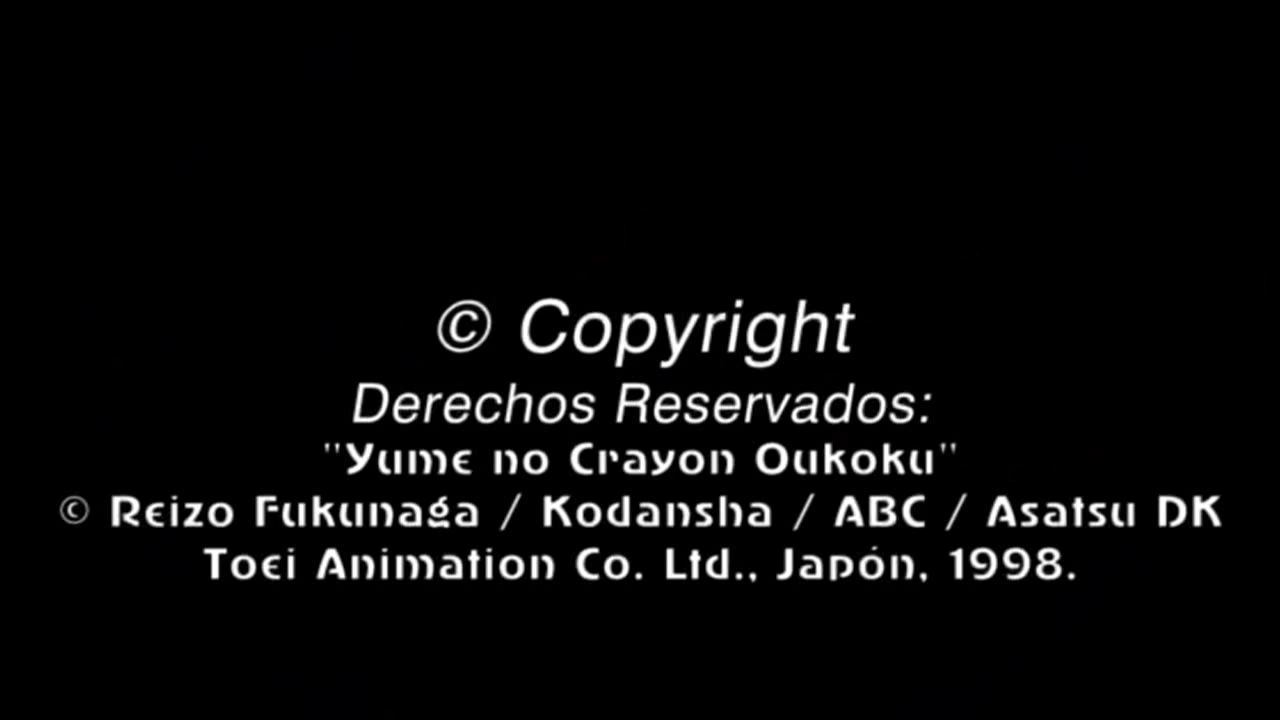 © Copyright
Derechos Reservados:
"Yume no Crayon Oukoku"
© Reizo Fukunaga / Kodansha / ABC / Asatsu DK
Toei Animation Co. Ltd., Japón, 1998.